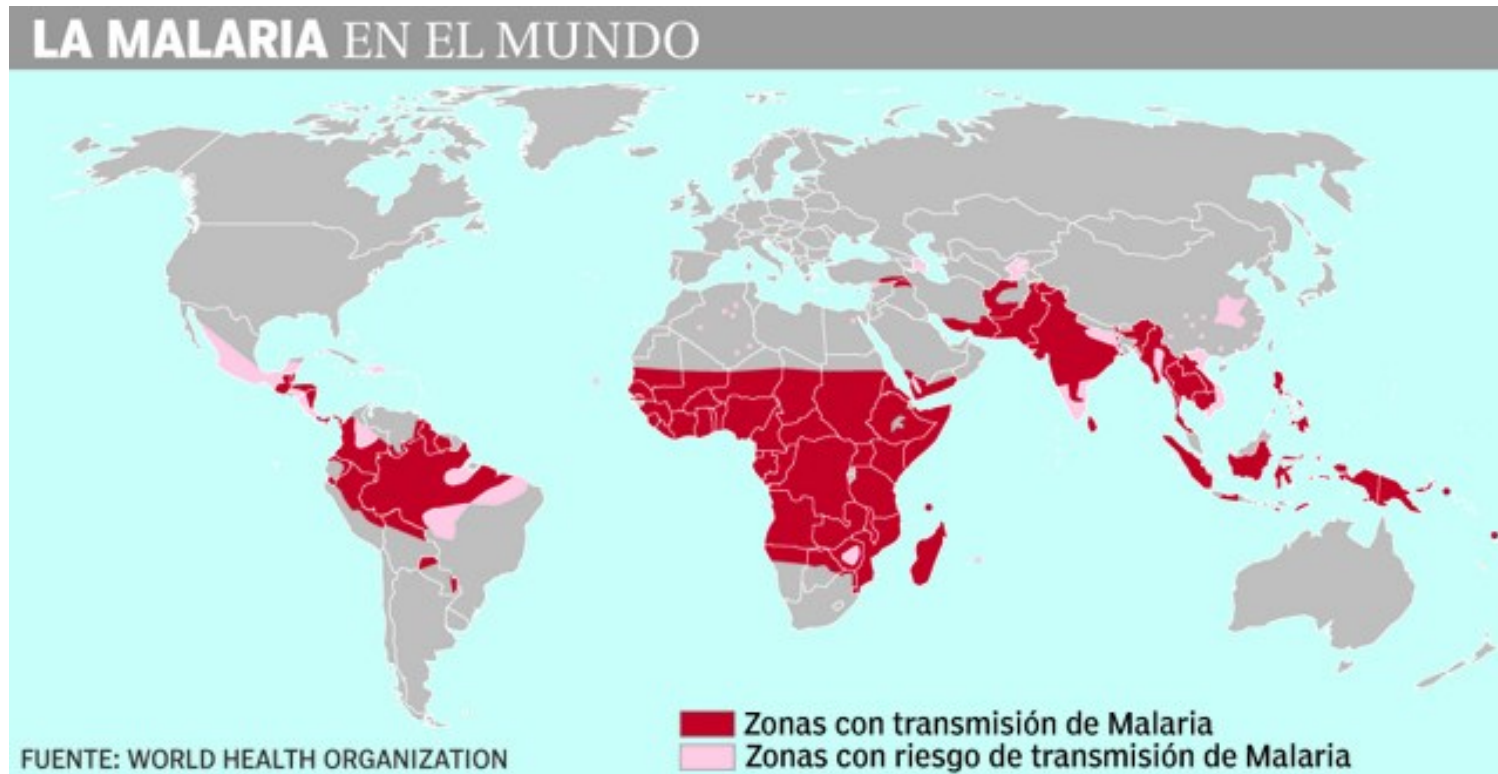 LA MALARIA EN EL MUNDO
Zonas con transmisión de Malaria
Zonas con riesgo de transmisión de Malaria
FUENTE: WORLD HEALTH ORGANIZATION